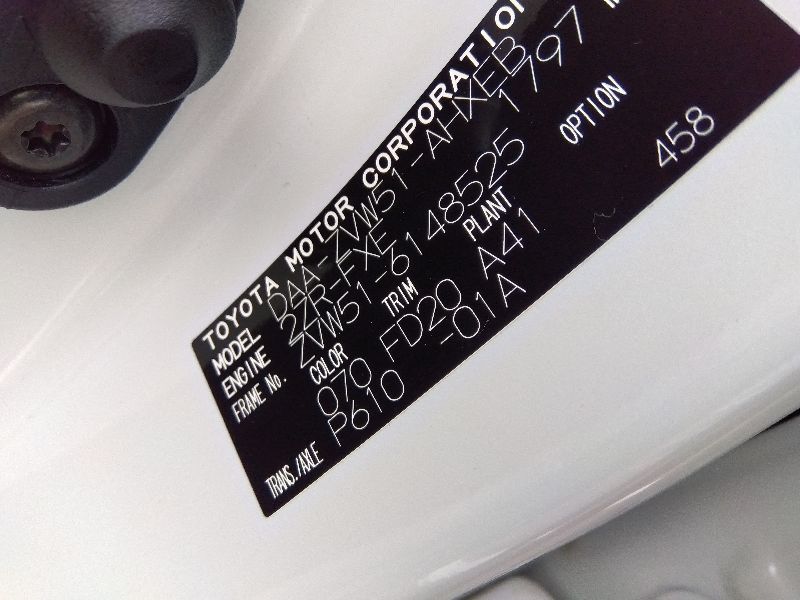 TOYOTA MOTOR CORPORATION
MODEL DAA-ZVW51-AHXEB
ENGINE 2ZR-FXE 1797
FRAME No. ZVW51-6148525
COLOR TRIM PLANT OPTION
070 FD20 A41 458
TRANS./AXLE P610 -01A